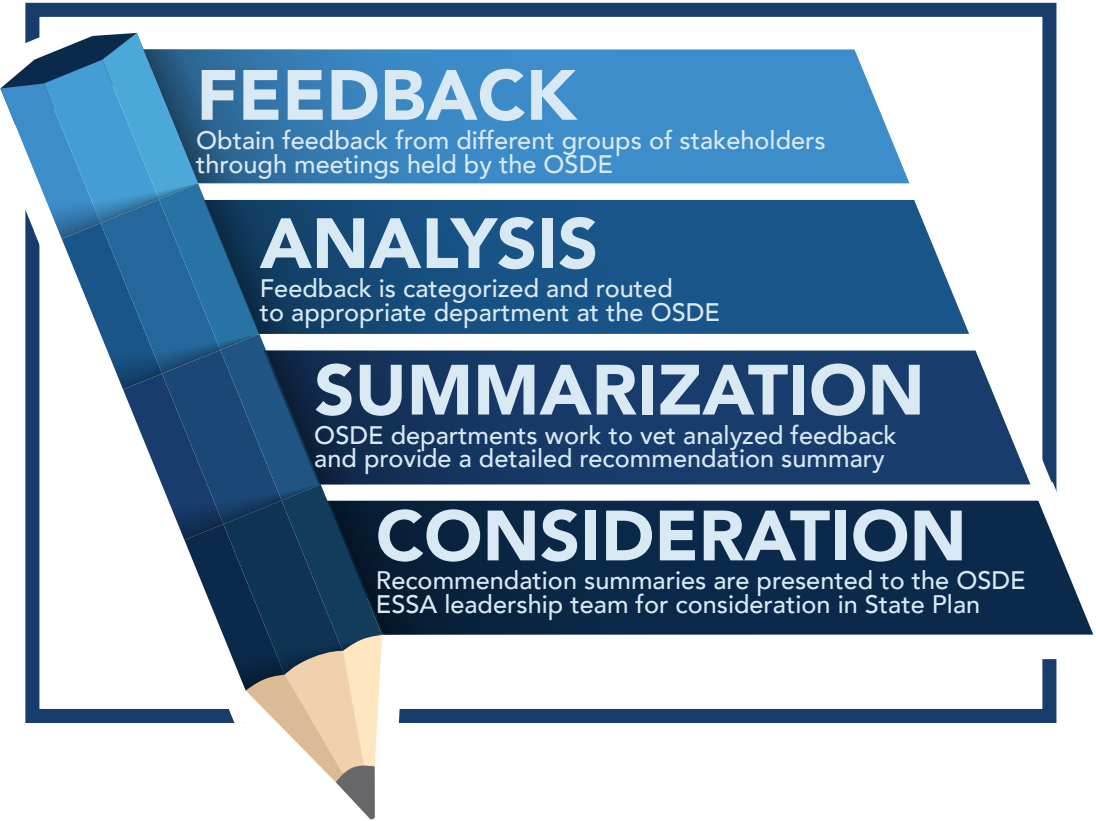 FEEDBACK
Obtain feedback from different groups of stakeholders
through meetings held by the OSDE
ANALYSIS
Feedback is categorized and routed
to appropriate department at the OSDE
SUMMARIZATION
OSDE departments work to vet analyzed feedback
and provide a detailed recommendation summary
CONSIDERATION
Recommendation summaries are presented to the OSDE
ESSA leadership team for consideration in State Plan